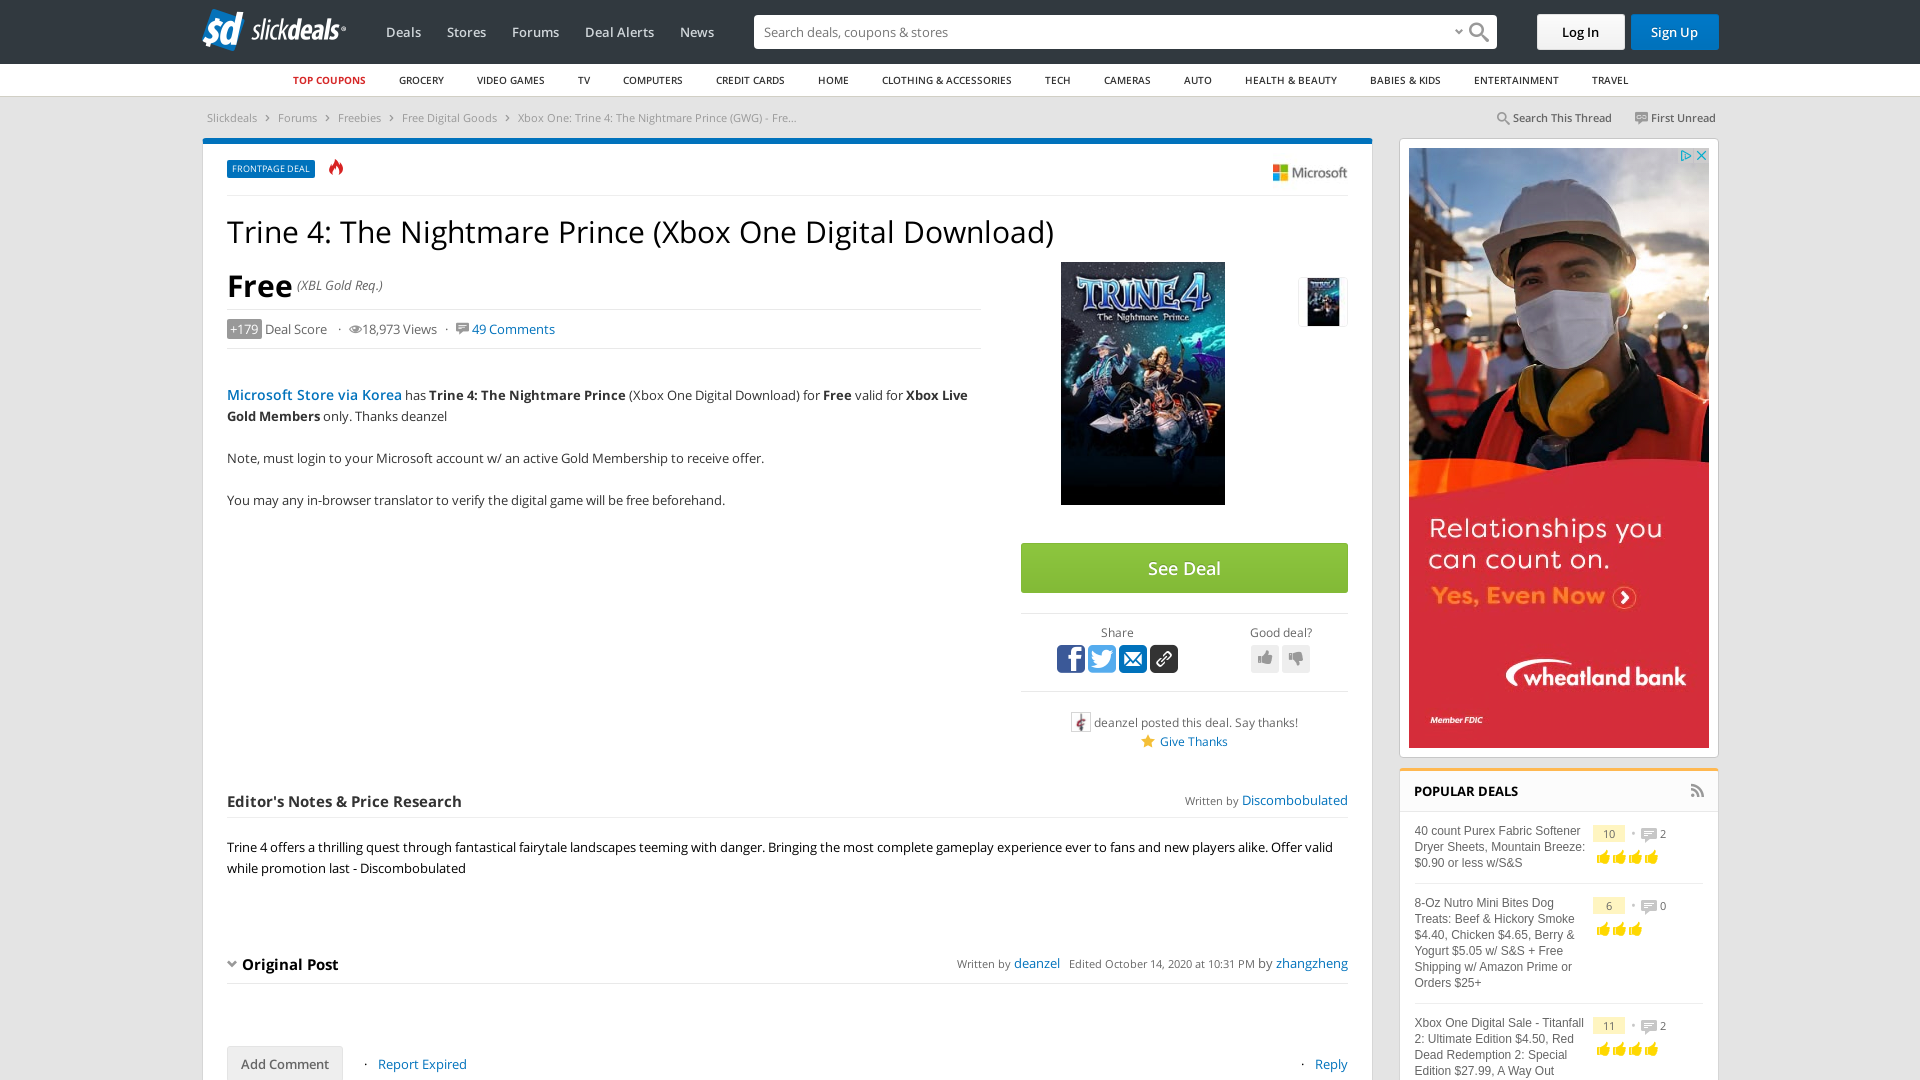 slickdeals
Deals
Stores
Forums
Deal Alerts
News
Search deals, coupons & stores
Log In
Sign Up
TOP COUPONS
GROCERY
VIDEO GAMES
TV
COMPUTERS
CREDIT CARDS
HOME
CLOTHING & ACCESSORIES
TECH
CAMERAS
AUTO
HEALTH & BEAUTY
BABIES & KIDS
ENTERTAINMENT
TRAVEL
Slickdeals > Forums > Freebies > Free Digital Goods > Xbox One: Trine 4: The Nightmare Prince (GWG) - Fre...
Search This Thread
First Unread
FRONTPAGE DEAL
Microsoft
Trine 4: The Nightmare Prince (Xbox One Digital Download)
Free (XBL Gold Req.)
+179 Deal Score · 18,973 Views · 49 Comments
Microsoft Store via Korea has Trine 4: The Nightmare Prince (Xbox One Digital Download) for Free valid for Xbox Live
Gold Members only. Thanks deanzel
Note, must login to your Microsoft account w/ an active Gold Membership to receive offer.
You may any in-browser translator to verify the digital game will be free beforehand.
TRINE 4
The Nightmare Prince
See Deal
Share
Good deal?
deanzel posted this deal. Say thanks!
Give Thanks
Editor's Notes & Price Research
Written by Discombobulated
Trine 4 offers a thrilling quest through fantastical fairytale landscapes teeming with danger. Bringing the most complete gameplay experience ever to fans and new players alike. Offer valid
while promotion last - Discombobulated
Original Post
Written by deanzel Edited October 14, 2020 at 10:31 PM by zhangzheng
Add Comment
· Report Expired
· Reply
Relationships you
can count on.
Yes, Even Now
wheatland bank
Member FDIC
POPULAR DEALS
40 count Purex Fabric Softener
Dryer Sheets, Mountain Breeze:
$0.90 or less w/S&S
10 • 2
8-Oz Nutro Mini Bites Dog
Treats: Beef & Hickory Smoke
$4.40, Chicken $4.65, Berry &
Yogurt $5.05 w/ S&S + Free
Shipping w/ Amazon Prime or
Orders $25+
6 • 0
Xbox One Digital Sale - Titanfall
2: Ultimate Edition $4.50, Red
Dead Redemption 2: Special
Edition $27.99, A Way Out
11 • 2